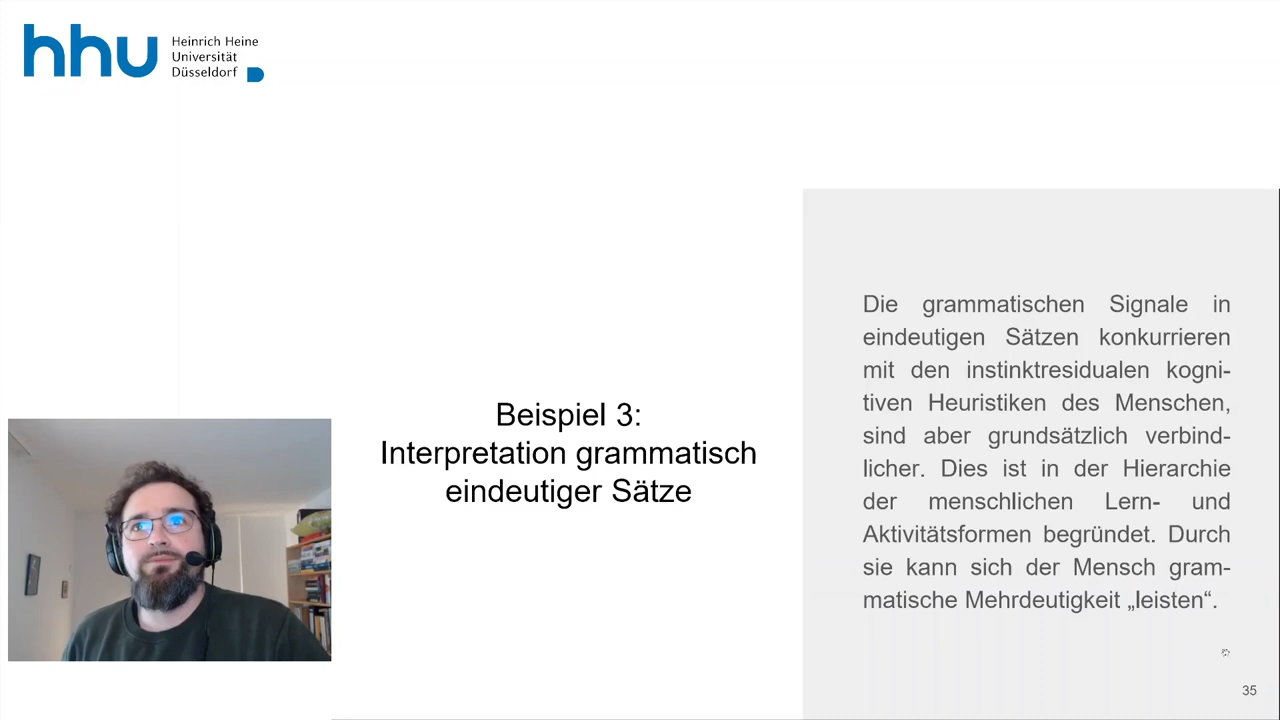 hhu
Heinrich Heine
Universität
Düsseldorf
Beispiel 3:
Interpretation grammatisch
eindeutiger Sätze
Die grammatischen Signale in
eindeutigen Sätzen konkurrieren
mit den instinktresidualen kogni-
tiven Heuristiken des Menschen,
sind aber grundsätzlich verbind-
licher. Dies ist in der Hierarchie
der menschlichen Lern- und
Aktivitätsformen begründet. Durch
sie kann sich der Mensch gram-
matische Mehrdeutigkeit „leisten“.
35